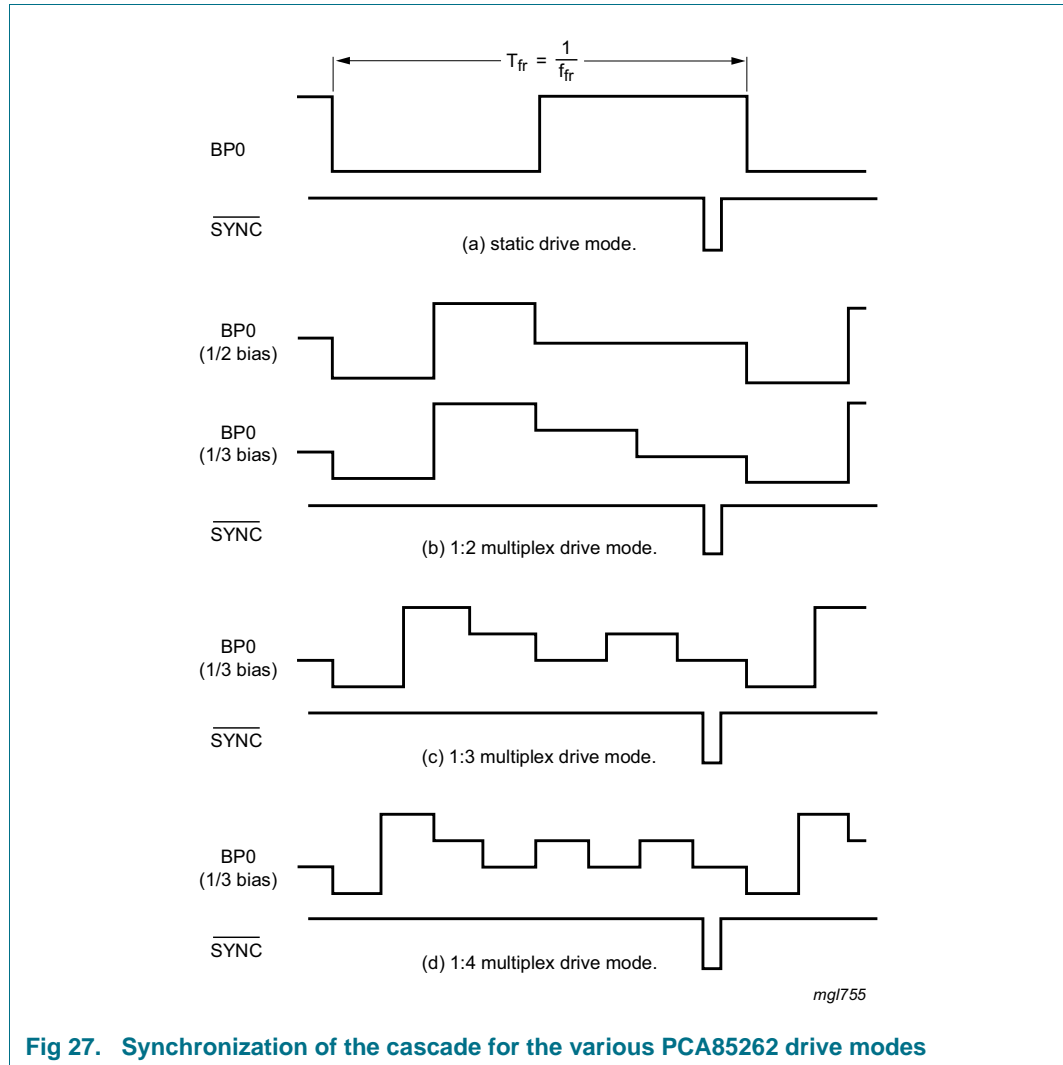 T_fr = 1/f_fr
BP0
SYNC
(a) static drive mode.
BP0
(1/2 bias)
BP0
(1/3 bias)
SYNC
(b) 1:2 multiplex drive mode.
BP0
(1/3 bias)
SYNC
(c) 1:3 multiplex drive mode.
BP0
(1/3 bias)
SYNC
(d) 1:4 multiplex drive mode.
mgl755
Fig 27. Synchronization of the cascade for the various PCA85262 drive modes